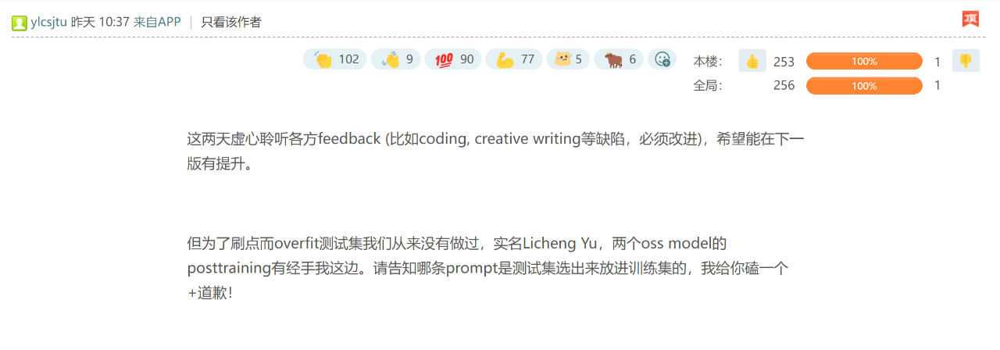 ylcsjtu 昨天 10:37 来自APP | 只看该作者
顶
102 9 💯 90 77 5 6 本楼： 253 100% 1
全局： 256 100% 1
这两天虚心聆听各方feedback (比如coding, creative writing等缺陷，必须改进)，希望能在下一
版有提升。
但为了刷点而overfit测试集我们从来没有做过，实名Licheng Yu，两个oss model的
posttraining有经手我这边。请告知哪条prompt是测试集选出来放进训练集的，我给你磕一个
+道歉！